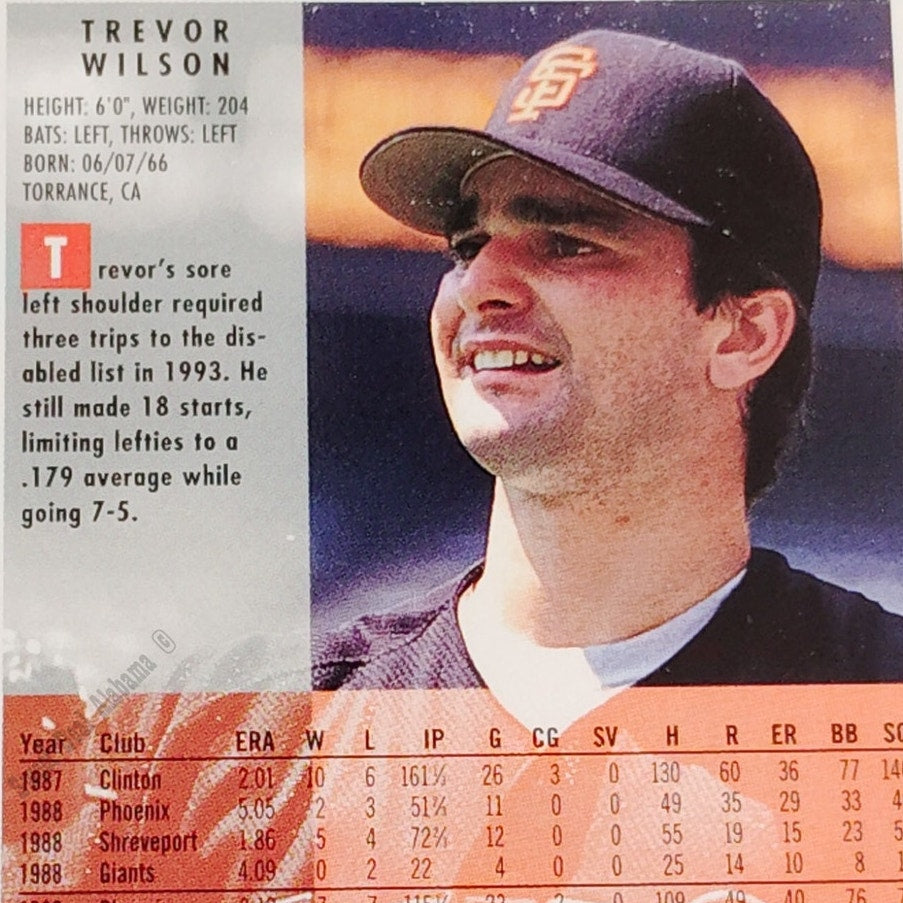 TREVOR
WILSON
HEIGHT: 6'0", WEIGHT: 204
BATS: LEFT, THROWS: LEFT
BORN: 06/07/66
TORRANCE, CA
Trevor's sore
left shoulder required
three trips to the dis-
abled list in 1993. He
still made 18 starts,
limiting lefties to a
.179 average while
going 7-5.
SF
Alabama ©
Year Club ERA W L IP G CG SV H R ER BB
1987 Clinton 2.01 10 6 161⅓ 26 3 0 130 60 36 77
1988 Phoenix 5.05 2 3 11 0 0 49 35 29 33
1988 Shreveport 1.86 5 4 12 0 0 55 19 15 23
1988 Giants 4.09 0 2 22 4 0 0 25 14 10 8